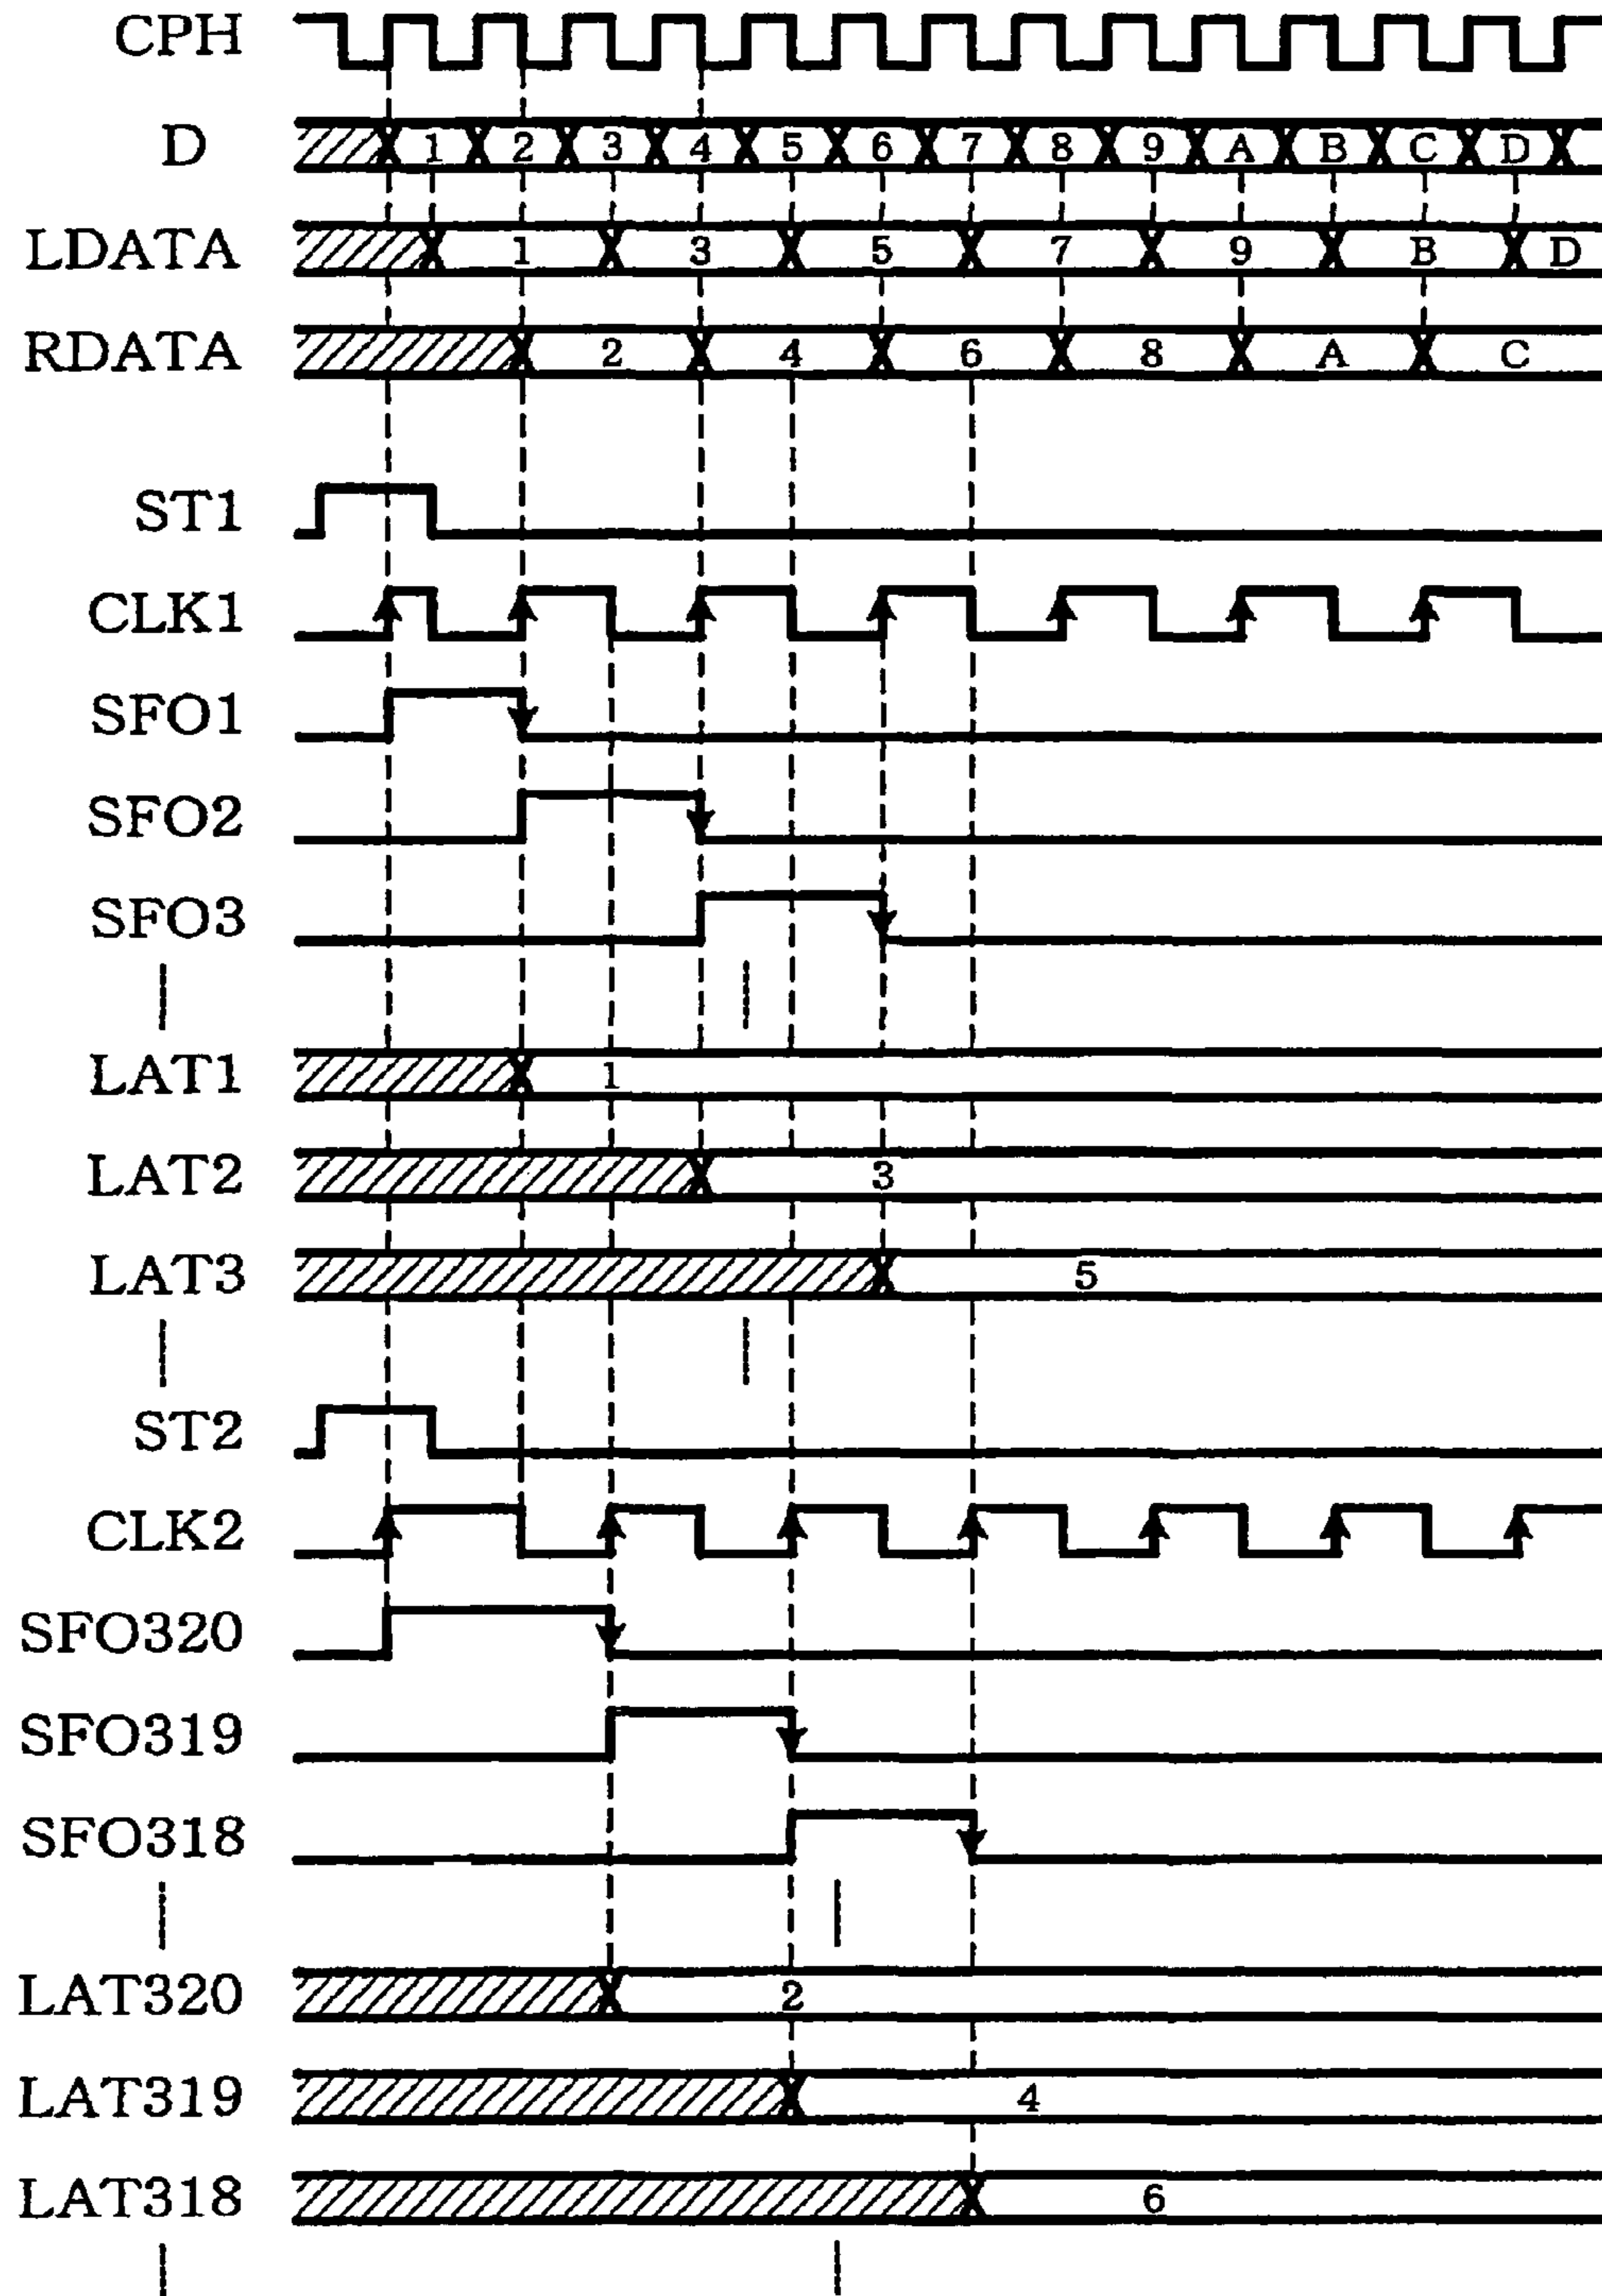 CPH
D 1 2 3 4 5 6 7 8 9 A B C D
LDATA 1 3 5 7 9 B D
RDATA 2 4 6 8 A C
ST1
CLK1
SFO1
SFO2
SFO3
LAT1 1
LAT2 3
LAT3 5
ST2
CLK2
SFO320
SFO319
SFO318
LAT320 2
LAT319 4
LAT318 6